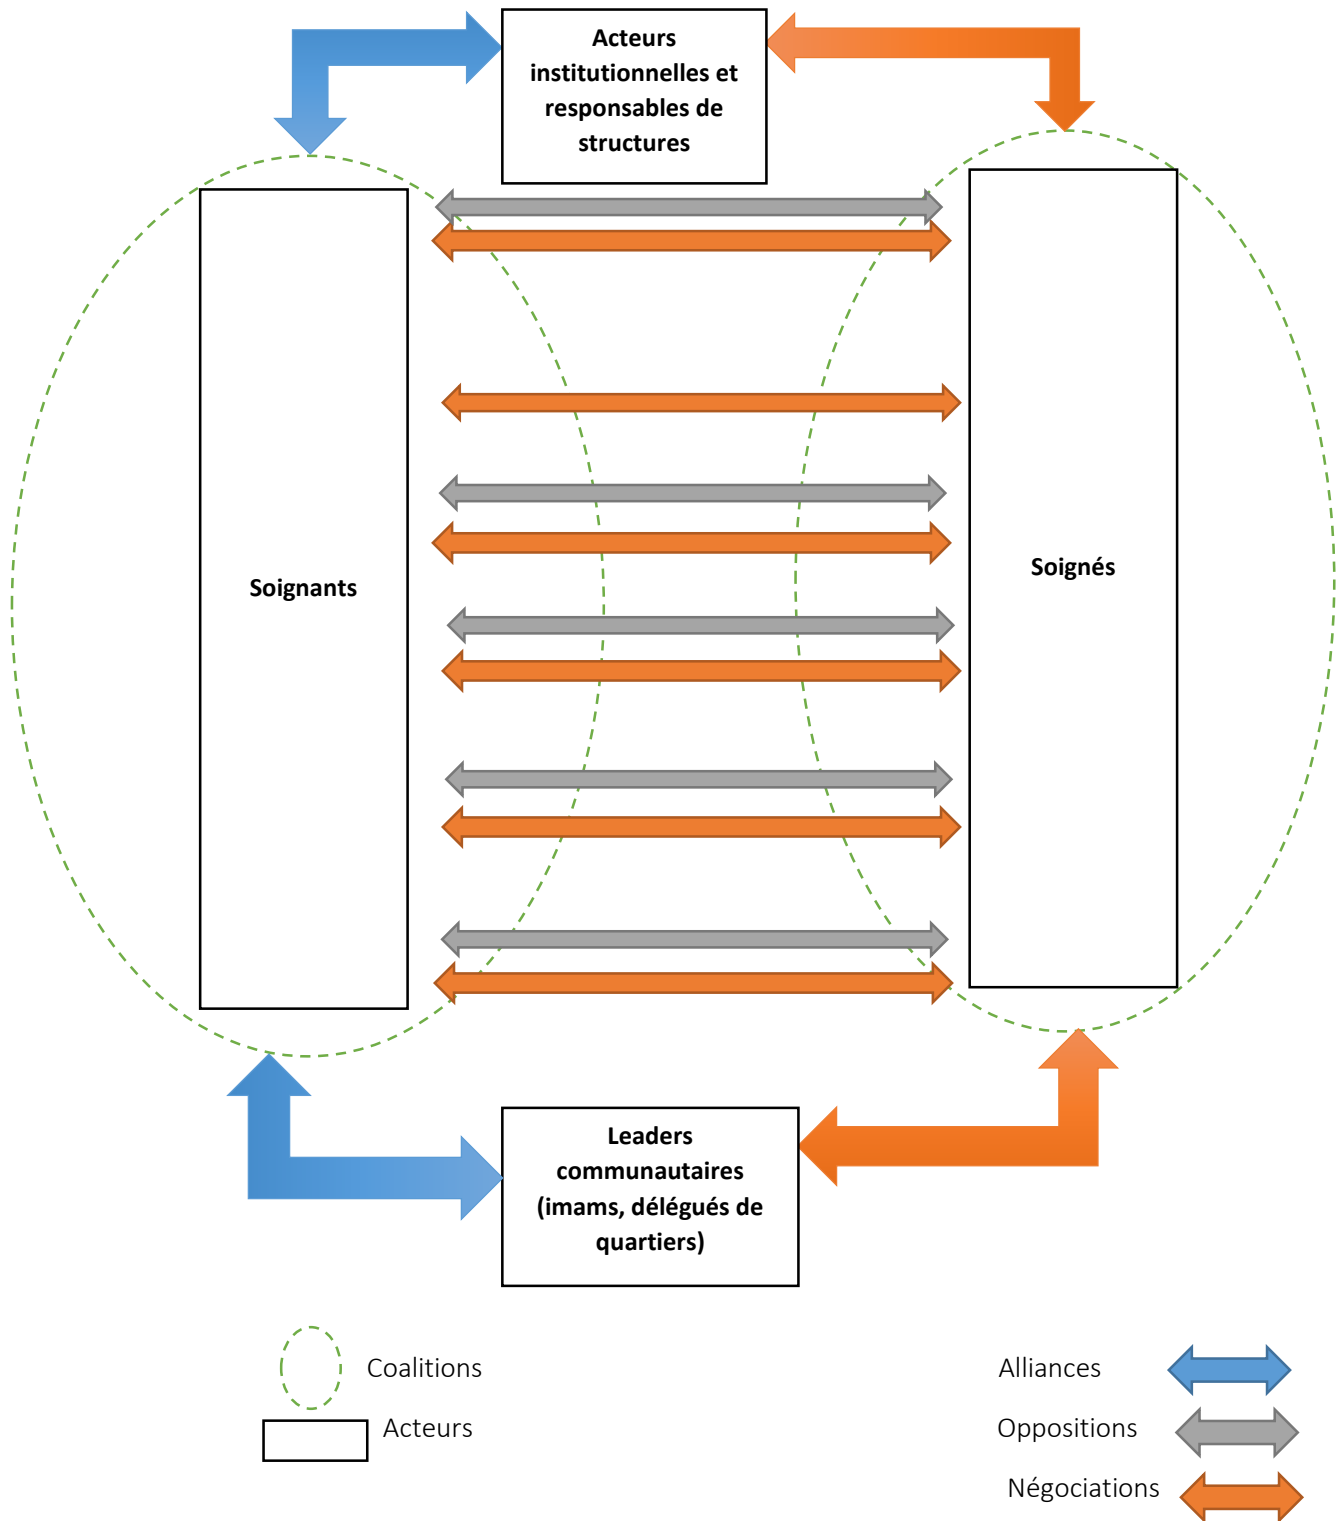 Acteurs
institutionnelles et
responsables de
structures
Soignants
Soignés
Leaders
communautaires
(imams, délégués de
quartiers)
Coalitions
Acteurs
Alliances
Oppositions
Négociations